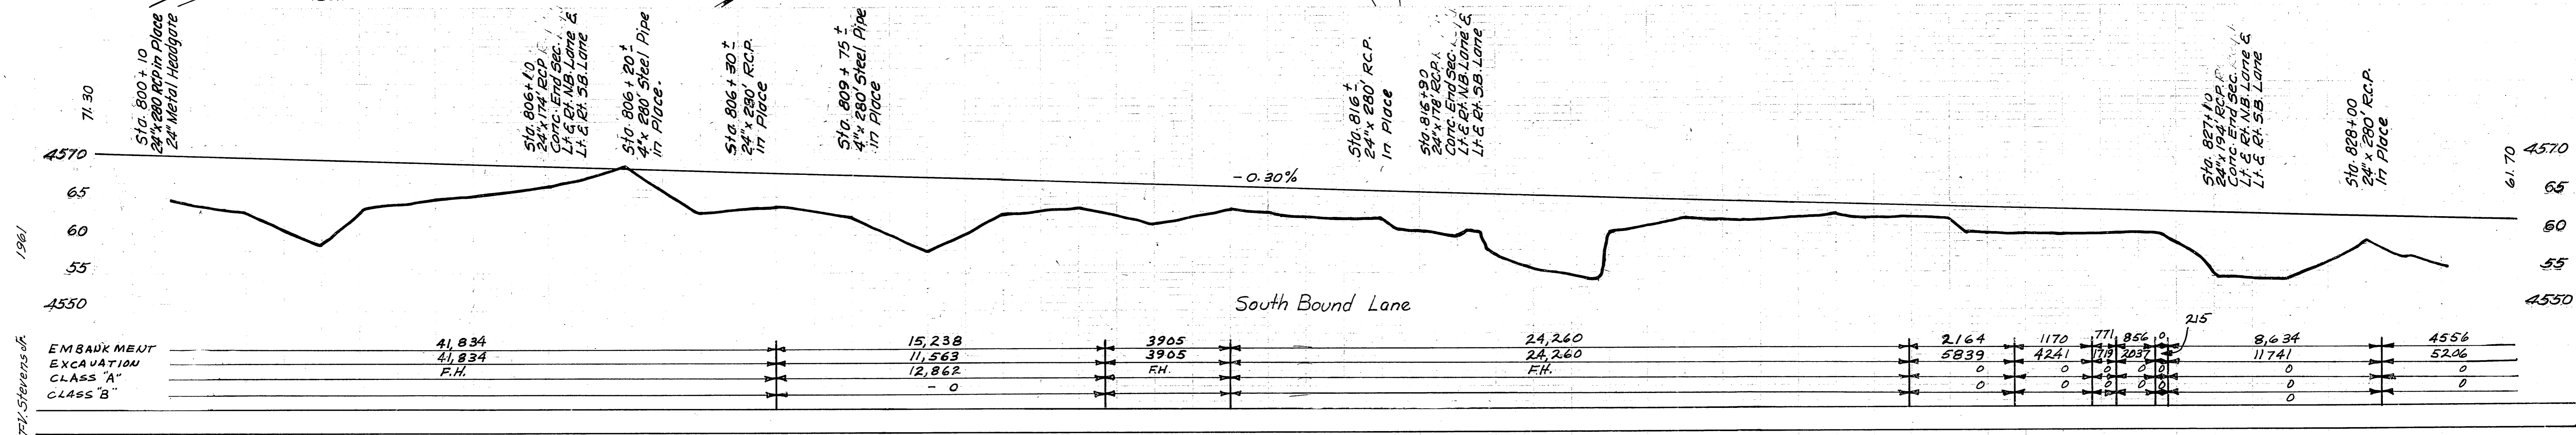 71.30
Sta. 800 + 10
24" x 280 RCP in Place
24" Metal Headgate
Sta. 806+10
24" x 174' RCP
Conc. End Sec.
Lt. & Rt. N.B. Lane &
Lt. & Rt. S.B. Lane
Sta. 806 + 20 ±
4" x 280' Steel Pipe
in Place.
Sta. 806 + 30 ±
24" x 280' R.C.P.
in Place
Sta. 809 + 75 ±
4" x 280' Steel Pipe
in Place
Sta. 816 ±
24" x 280' R.C.P.
In Place
Sta. 816+90
24" x 178' R.C.P.
Conc. End Sec.
Lt. & Rt. N.B. Lane &
Lt. & Rt. S.B. Lane
Sta. 827+10
24" x 194' R.C.P.
Conc. End Sec.
Lt. & Rt. N.B. Lane &
Lt. & Rt. S.B. Lane
Sta. 828+00
24" x 280' R.C.P.
In Place
61.70
4570
65
60
55
4550
-0.30%
4570
65
60
55
4550
1961
South Bound Lane
T.V. Stevens Jr.
EMBANKMENT 41,834 15,238 3905 24,260 2164 1170 771 856 0 215 8,634 4556
EXCAVATION 41,834 11,563 3905 24,260 5839 4241 1719 2037 11741 5206
CLASS "A" F.H. 12,862 F.H. F.H. 0 0 0 0 0 0 0
CLASS "B" - 0 0 0 0 0 0 0 0
0